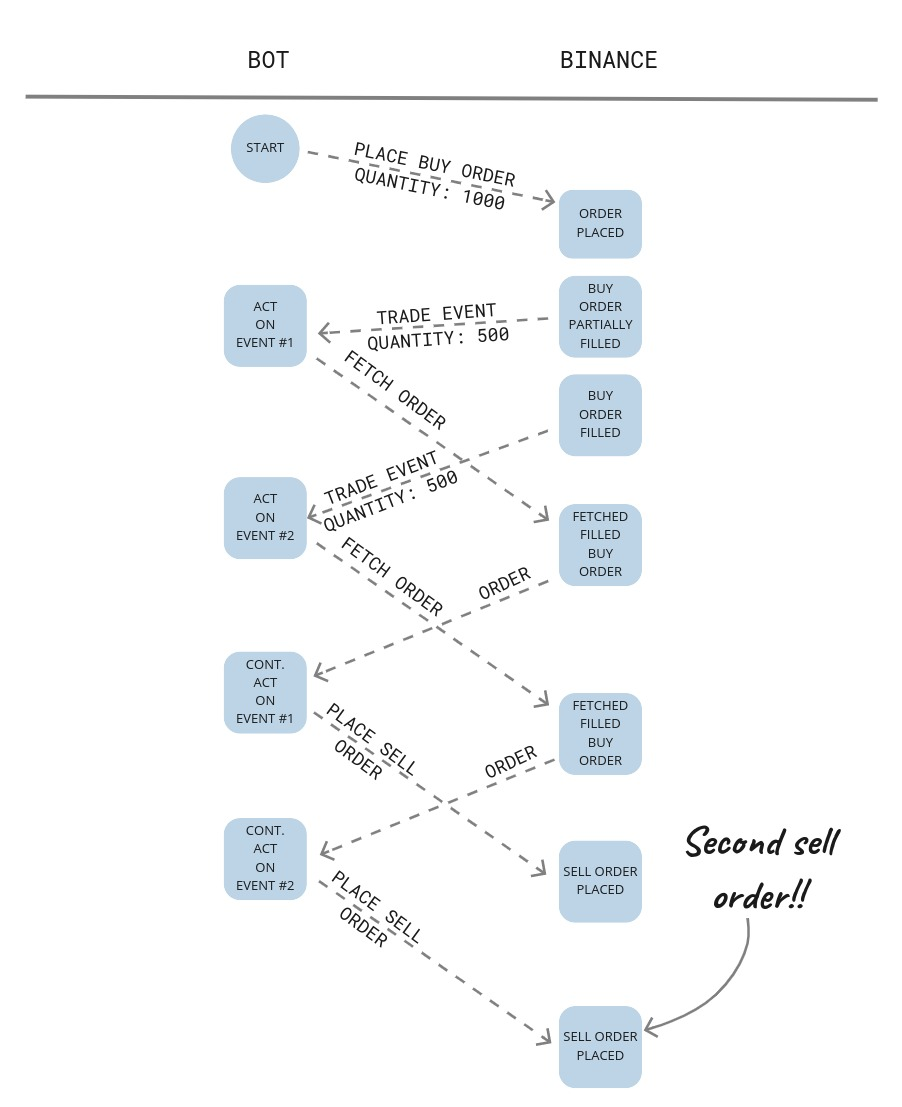 BOT
BINANCE
START
PLACE BUY ORDER
QUANTITY: 1000
ORDER
PLACED
BUY
ORDER
PARTIALLY
FILLED
TRADE EVENT
QUANTITY: 500
ACT
ON
EVENT #1
FETCH ORDER
BUY
ORDER
FILLED
TRADE EVENT
QUANTITY: 500
ACT
ON
EVENT #2
FETCHED
FILLED
BUY
ORDER
FETCH ORDER
ORDER
CONT.
ACT
ON
EVENT #1
FETCHED
FILLED
BUY
ORDER
PLACE SELL
ORDER
ORDER
CONT.
ACT
ON
EVENT #2
SELL ORDER
PLACED
Second sell
order!!
PLACE SELL
ORDER
SELL ORDER
PLACED